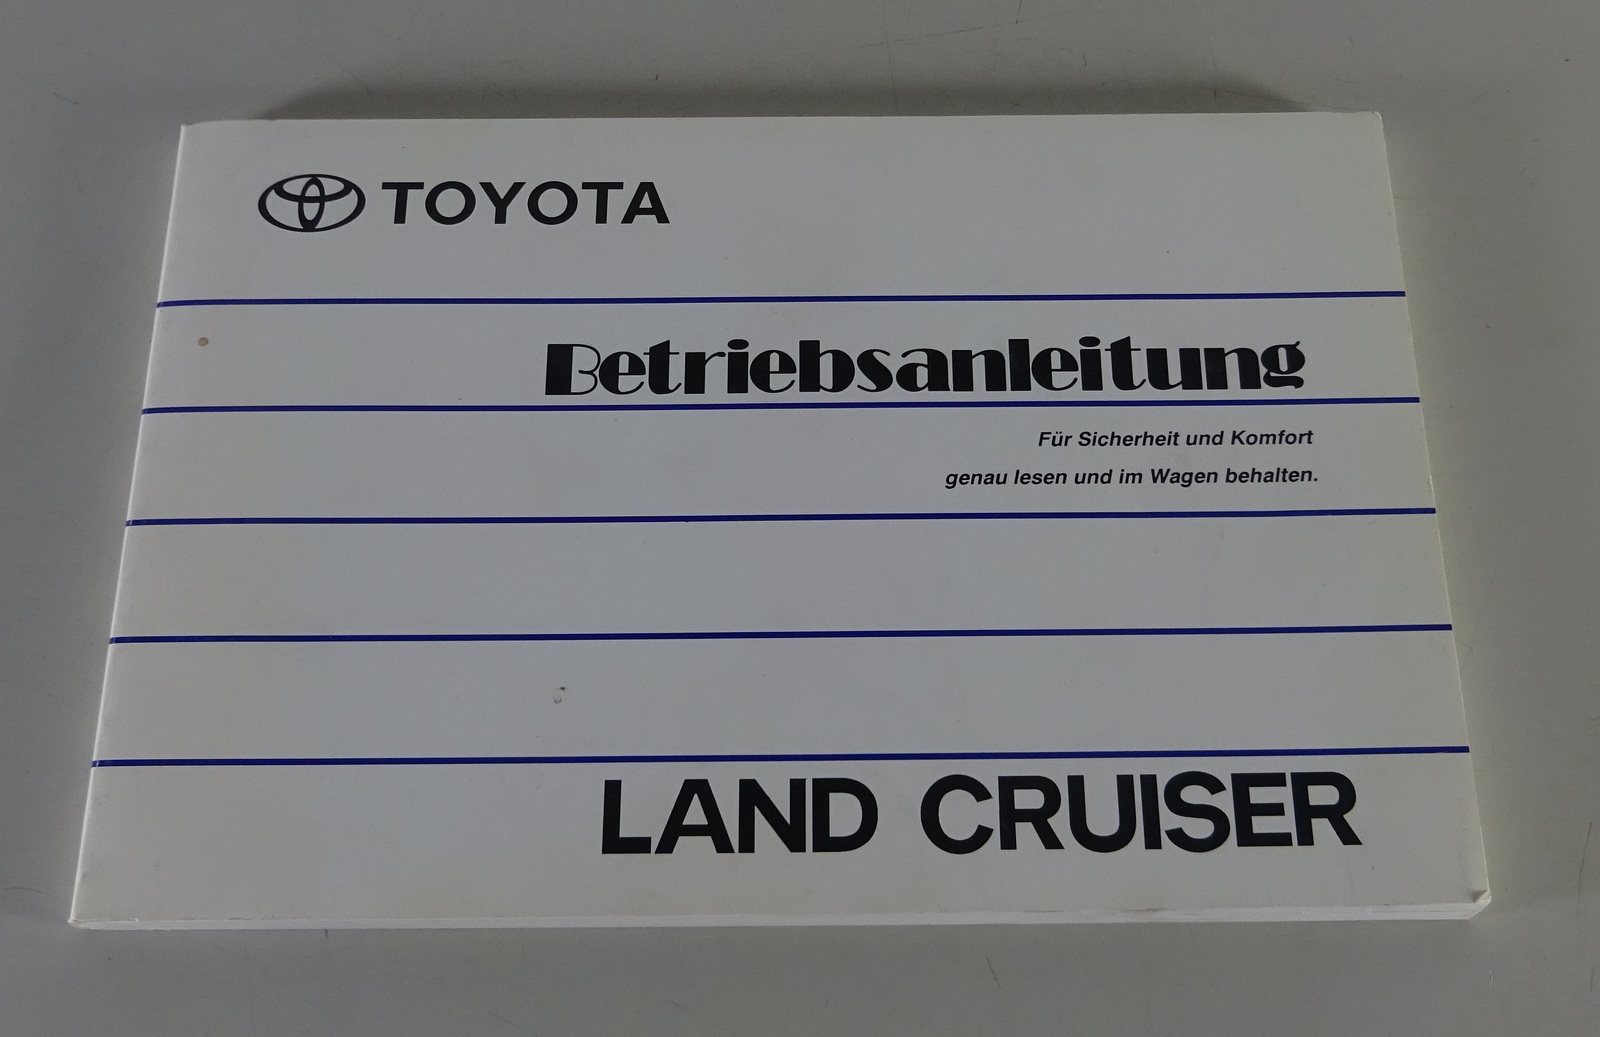 TOYOTA
Betriebsanleitung
Für Sicherheit und Komfort
genau lesen und im Wagen behalten.
LAND CRUISER